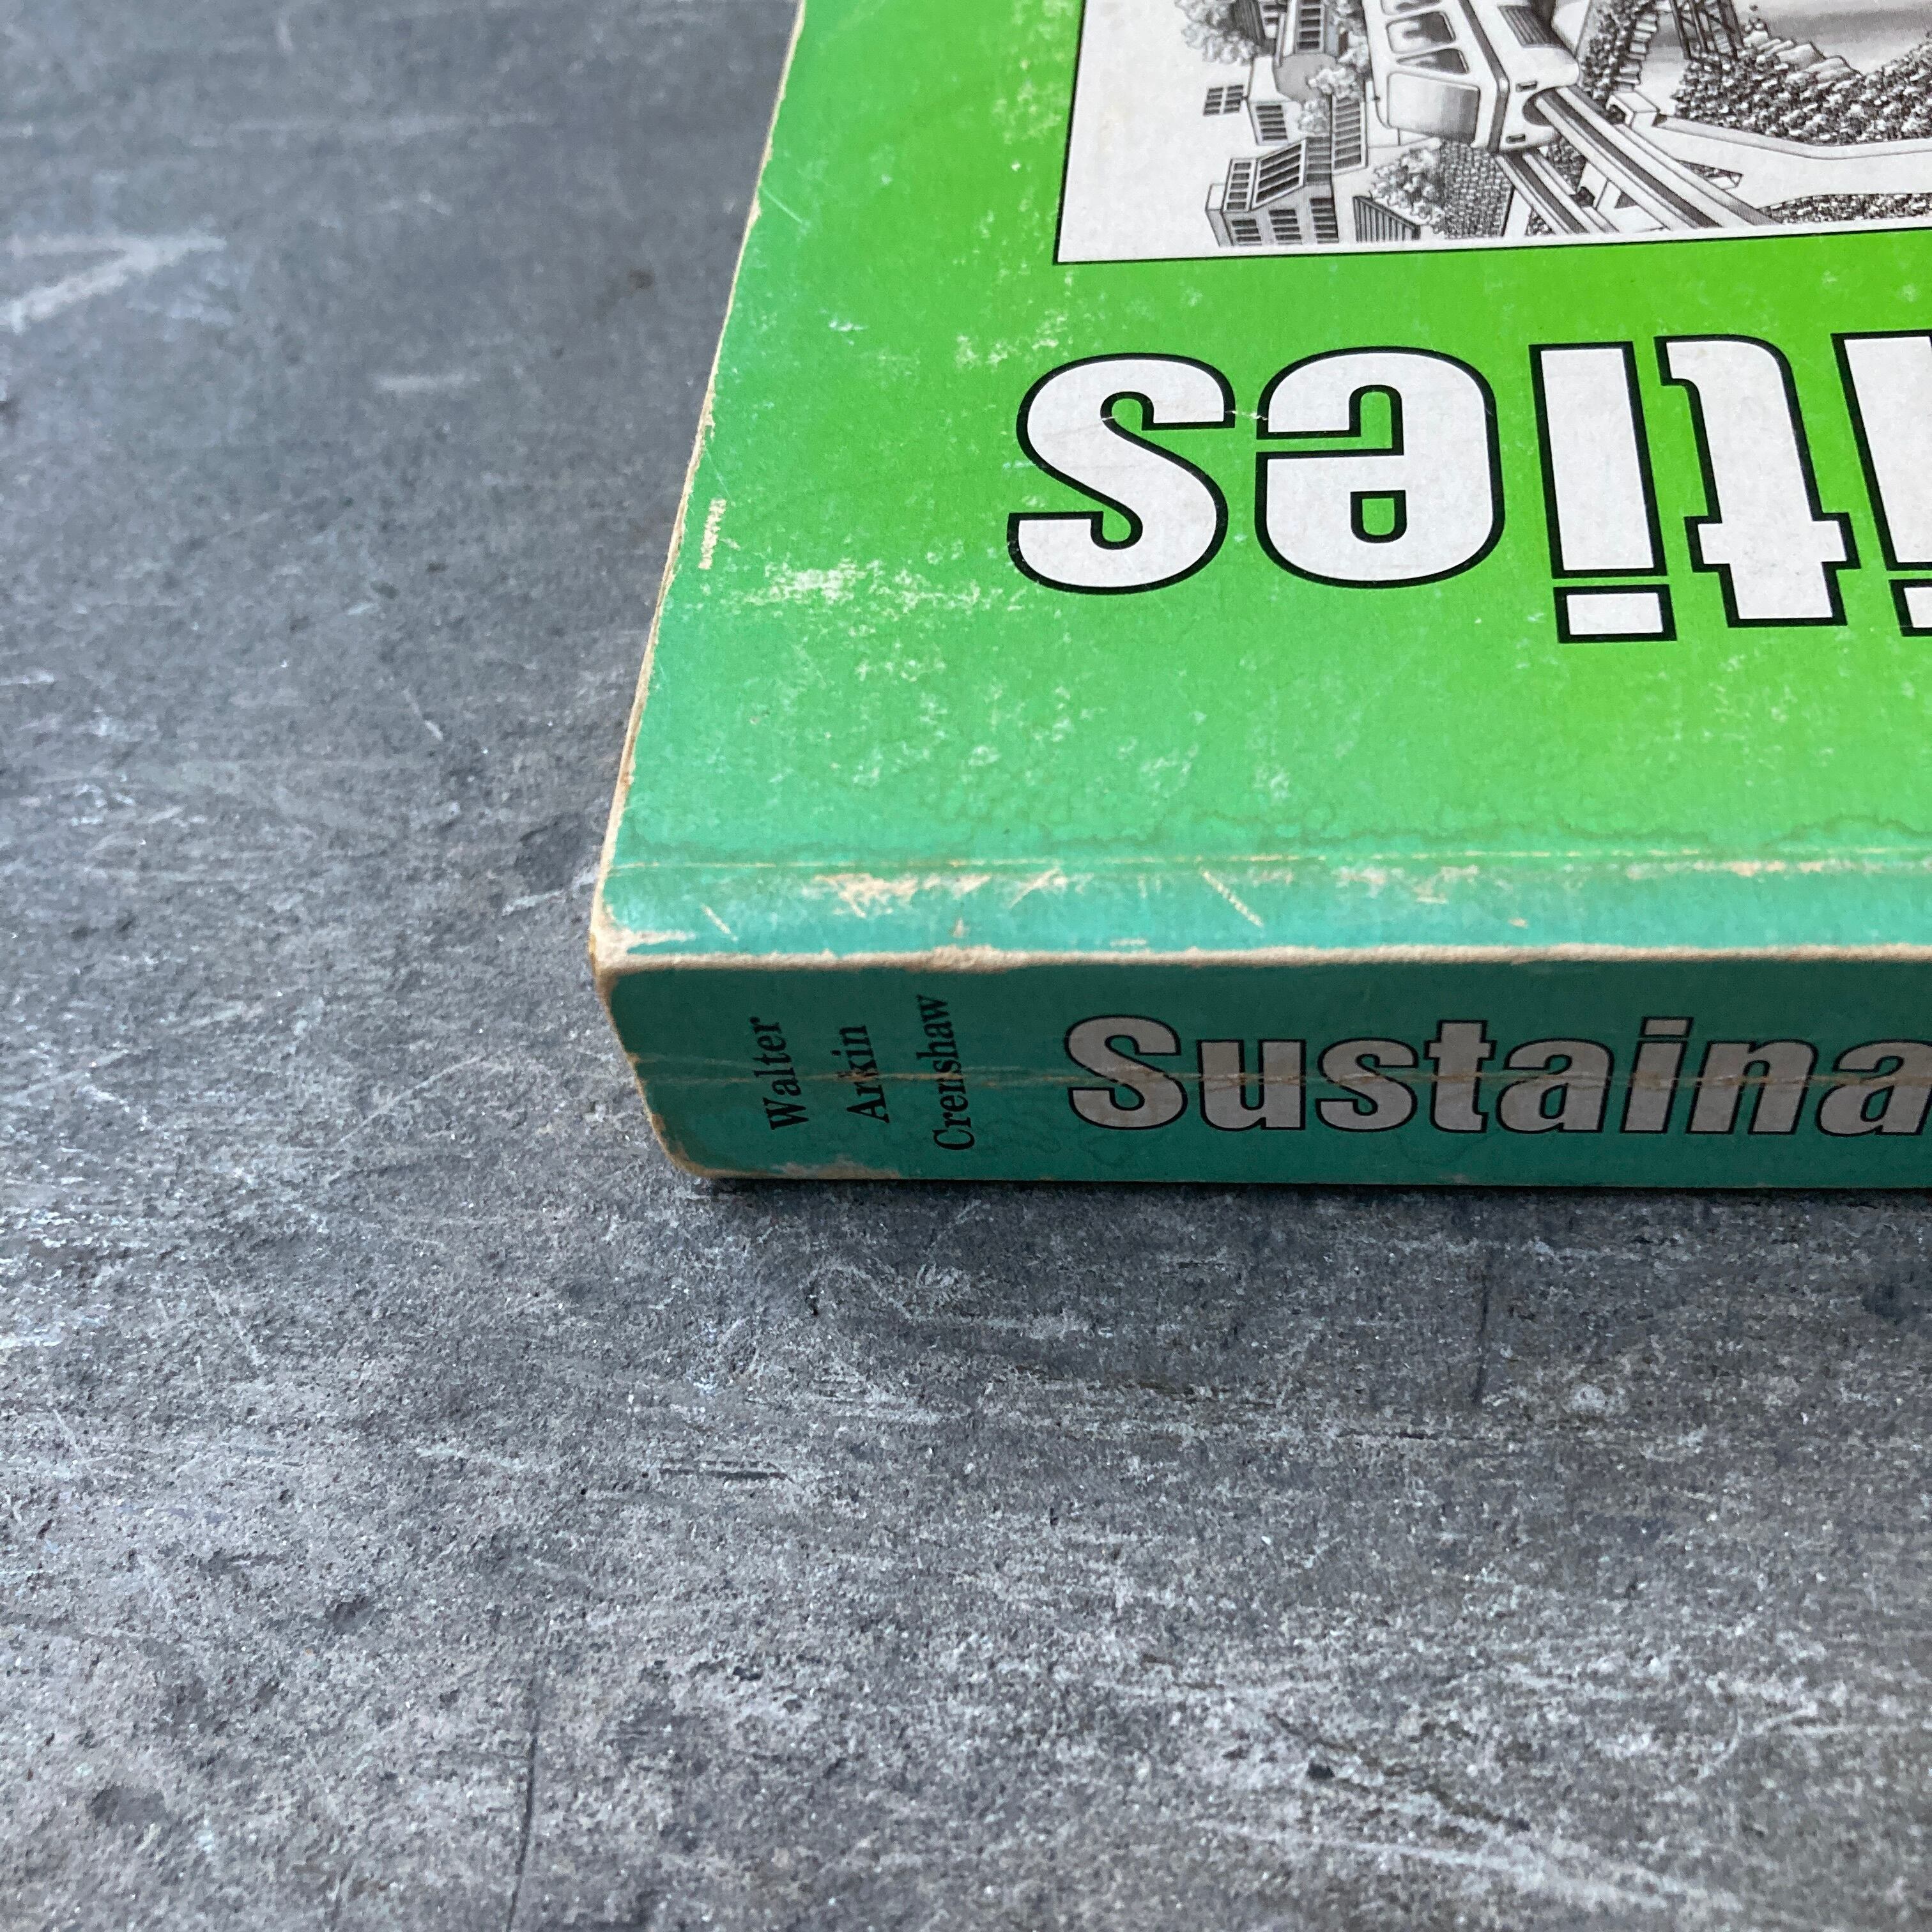 ities
Walter
Arkin
Crenshaw
Sustaina